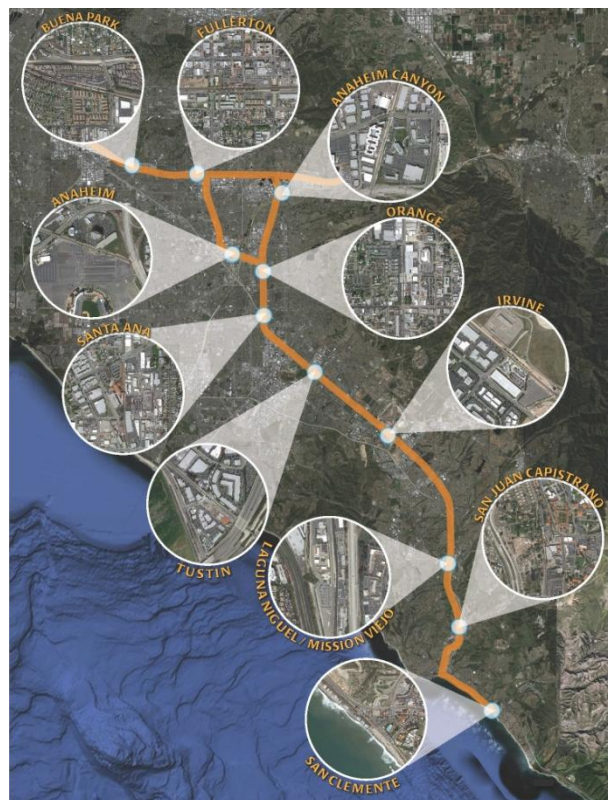 BUENA PARK
FULLERTON
ANAHEIM CANYON
ANAHEIM
ORANGE
SANTA ANA
IRVINE
SAN JUAN CAPISTRANO
TUSTIN
LAGUNA NIGUEL / MISSION VIEJO
SAN CLEMENTE